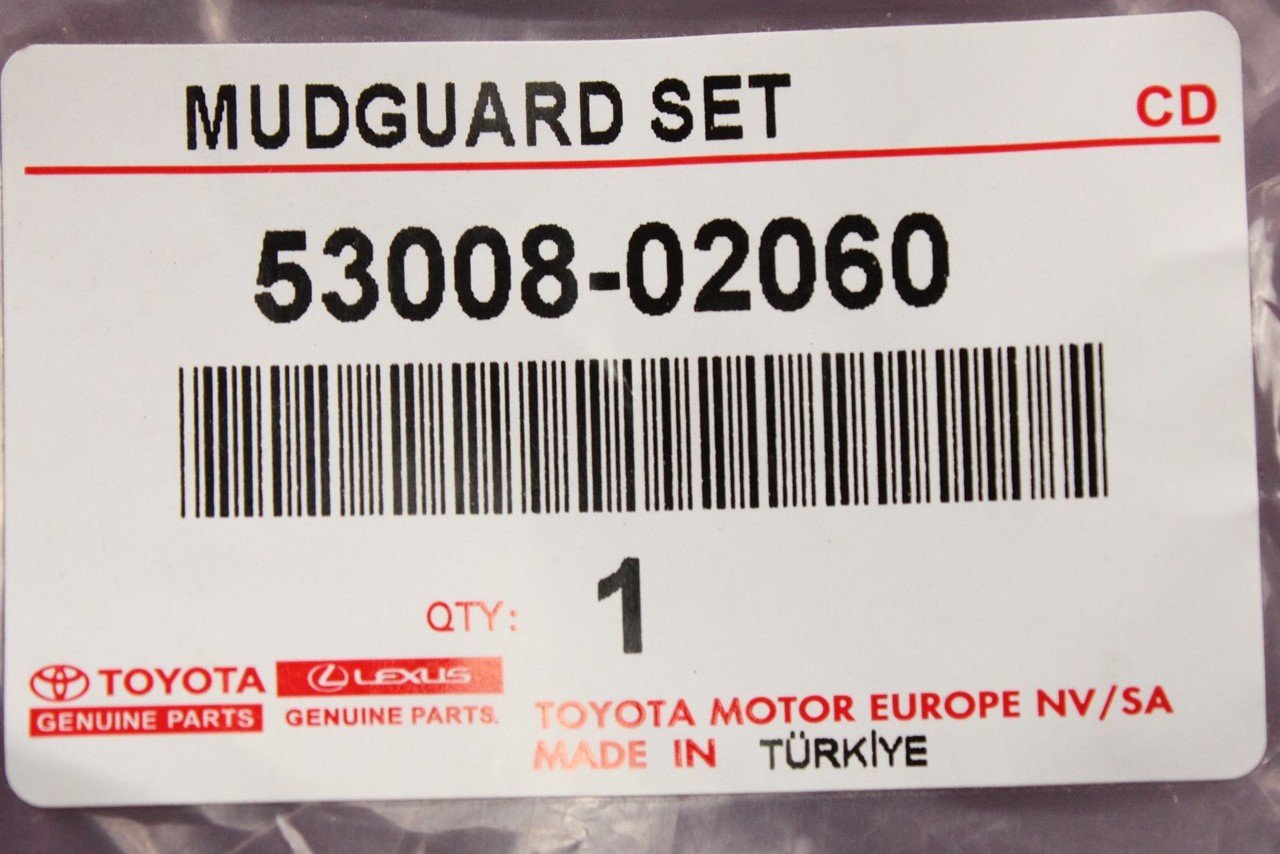 MUDGUARD SET CD
53008-02060
QTY: 1
TOYOTA LEXUS
GENUINE PARTS GENUINE PARTS.
TOYOTA MOTOR EUROPE NV/SA
MADE IN TÜRKİYE